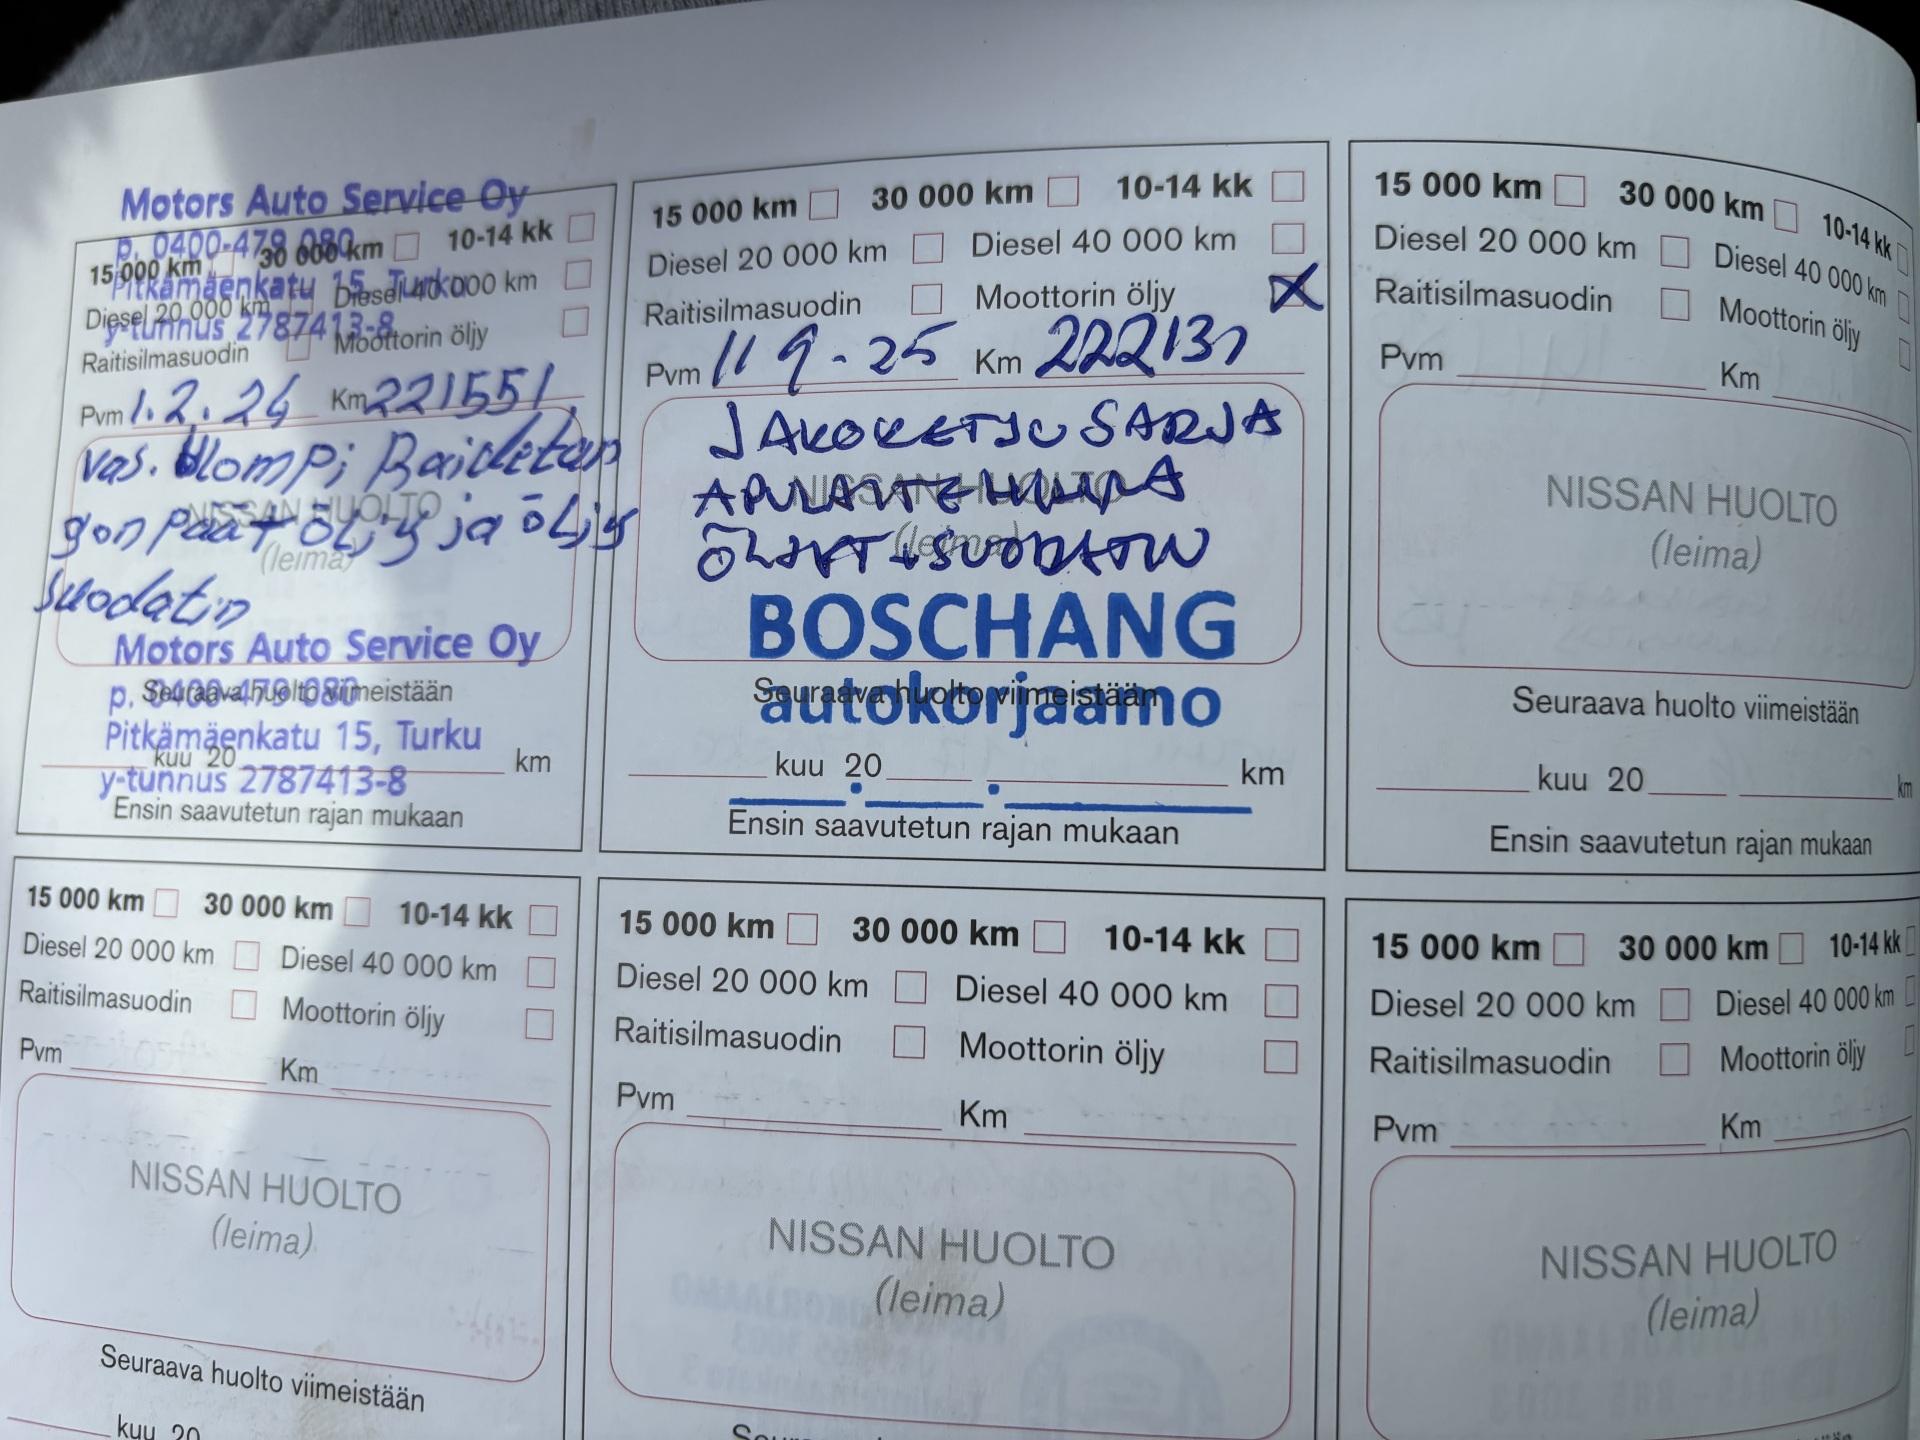 Motors Auto Service Oy
p. 0400-479 080
Pitkämäenkatu 15, Turku
y-tunnus 2787413-8
15 000 km 30 000 km 10-14 kk
Diesel 20 000 km Diesel 40 000 km
Raitisilmasuodin Moottorin öljy
Pvm 1.2.24 Km 221551
vas.
ja öljy
suodatin
NISSAN HUOLTO
(leima)
Motors Auto Service Oy
p. 0400-479 080
Seuraava huolto viimeistään
Pitkämäenkatu 15, Turku
kuu 20 km
y-tunnus 2787413-8
Ensin saavutetun rajan mukaan
15 000 km 30 000 km 10-14 kk
Diesel 20 000 km Diesel 40 000 km
Raitisilmasuodin Moottorin öljy X
Pvm 11 9 - 25 Km 222131
JAKOKETJUSARJA
APULAITEHIHNA
NISSAN HUOLTO
ÖLJYT + SUODATIN
(leima)
BOSCHANG
Seuraava huolto viimeistään
autokorjaamo
kuu 20 km
Ensin saavutetun rajan mukaan
15 000 km 30 000 km 10-14 kk
Diesel 20 000 km Diesel 40 000 km
Raitisilmasuodin Moottorin öljy
Pvm Km
NISSAN HUOLTO
(leima)
Seuraava huolto viimeistään
kuu 20 km
Ensin saavutetun rajan mukaan
15 000 km 30 000 km 10-14 kk
Diesel 20 000 km Diesel 40 000 km
Raitisilmasuodin Moottorin öljy
Pvm Km
NISSAN HUOLTO
(leima)
Seuraava huolto viimeistään
kuu 20
15 000 km 30 000 km 10-14 kk
Diesel 20 000 km Diesel 40 000 km
Raitisilmasuodin Moottorin öljy
Pvm Km
NISSAN HUOLTO
(leima)
15 000 km 30 000 km 10-14 kk
Diesel 20 000 km Diesel 40 000 km
Raitisilmasuodin Moottorin öljy
Pvm Km
NISSAN HUOLTO
(leima)